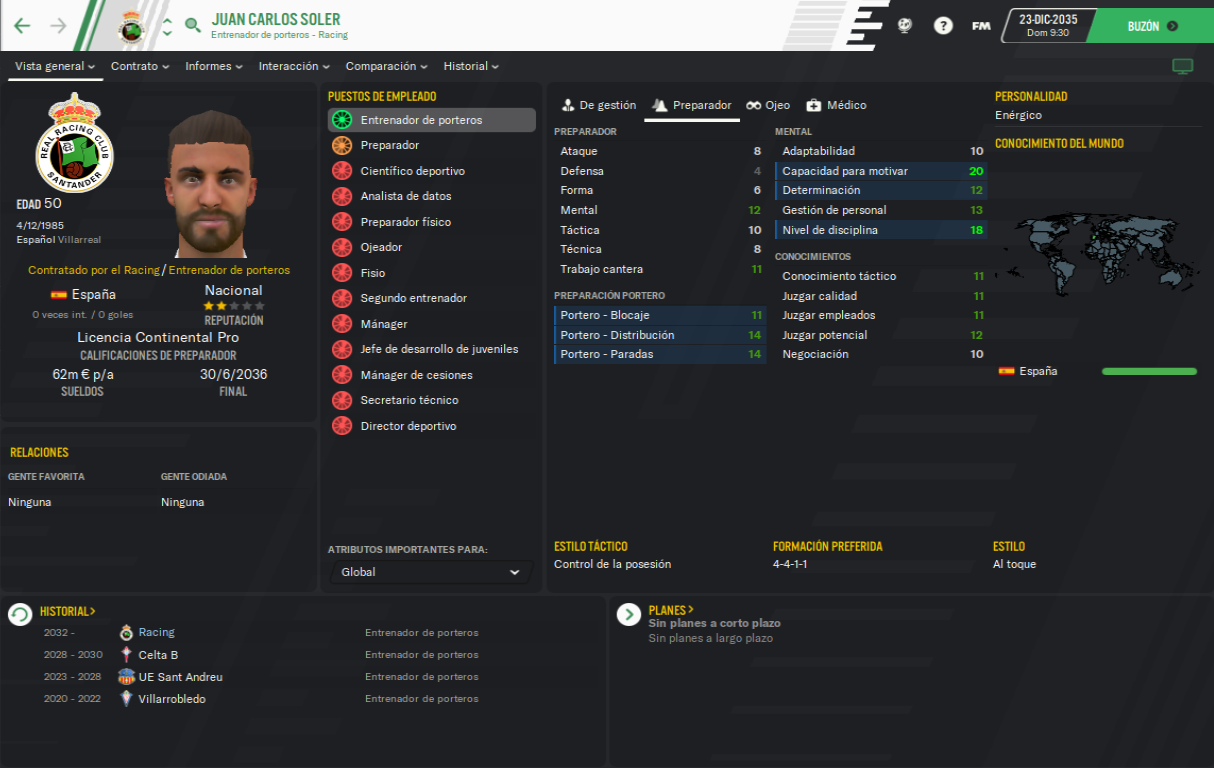 JUAN CARLOS SOLER
Entrenador de porteros - Racing
?
FM
23-DIC-2035
Dom 9:30
BUZÓN
Vista general
Contrato
Informes
Interacción
Comparación
Historial
REAL RACING CLUB
SANTANDER
EDAD 50
4/12/1985
Español Villarreal
Contratado por el Racing / Entrenador de porteros
España
0 veces int. / 0 goles
Nacional
REPUTACIÓN
Licencia Continental Pro
CALIFICACIONES DE PREPARADOR
62m € p/a
SUELDOS
30/6/2036
FINAL
RELACIONES
GENTE FAVORITA
GENTE ODIADA
Ninguna
Ninguna
PUESTOS DE EMPLEADO
Entrenador de porteros
Preparador
Científico deportivo
Analista de datos
Preparador físico
Ojeador
Fisio
Segundo entrenador
Mánager
Jefe de desarrollo de juveniles
Mánager de cesiones
Secretario técnico
Director deportivo
ATRIBUTOS IMPORTANTES PARA:
Global
De gestión
Preparador
Ojeo
Médico
PREPARADOR
Ataque 8
Defensa 4
Forma 6
Mental 12
Táctica 10
Técnica 8
Trabajo cantera 11
PREPARACIÓN PORTERO
Portero - Blocaje 11
Portero - Distribución 14
Portero - Paradas 14
MENTAL
Adaptabilidad 10
Capacidad para motivar 20
Determinación 12
Gestión de personal 13
Nivel de disciplina 18
CONOCIMIENTOS
Conocimiento táctico 11
Juzgar calidad 11
Juzgar empleados 11
Juzgar potencial 12
Negociación 10
PERSONALIDAD
Enérgico
CONOCIMIENTO DEL MUNDO
España
ESTILO TÁCTICO
Control de la posesión
FORMACIÓN PREFERIDA
4-4-1-1
ESTILO
Al toque
HISTORIAL >
2032 - Racing Entrenador de porteros
2028 - 2030 Celta B Entrenador de porteros
2023 - 2028 UE Sant Andreu Entrenador de porteros
2020 - 2022 Villarrobledo Entrenador de porteros
PLANES >
Sin planes a corto plazo
Sin planes a largo plazo